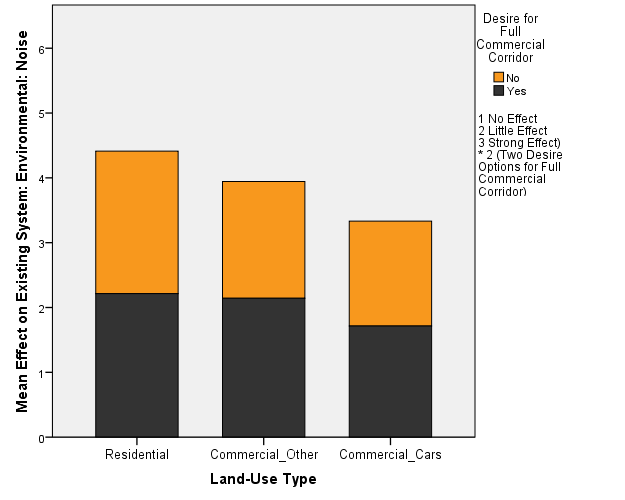 Mean Effect on Existing System: Environmental: Noise
6
5
4
3
2
1
0
Residential
Commercial_Other
Commercial_Cars
Land-Use Type
Desire for
Full
Commercial
Corridor
No
Yes
1 No Effect
2 Little Effect
3 Strong Effect)
* 2 (Two Desire
Options for Full
Commercial
Corridor)